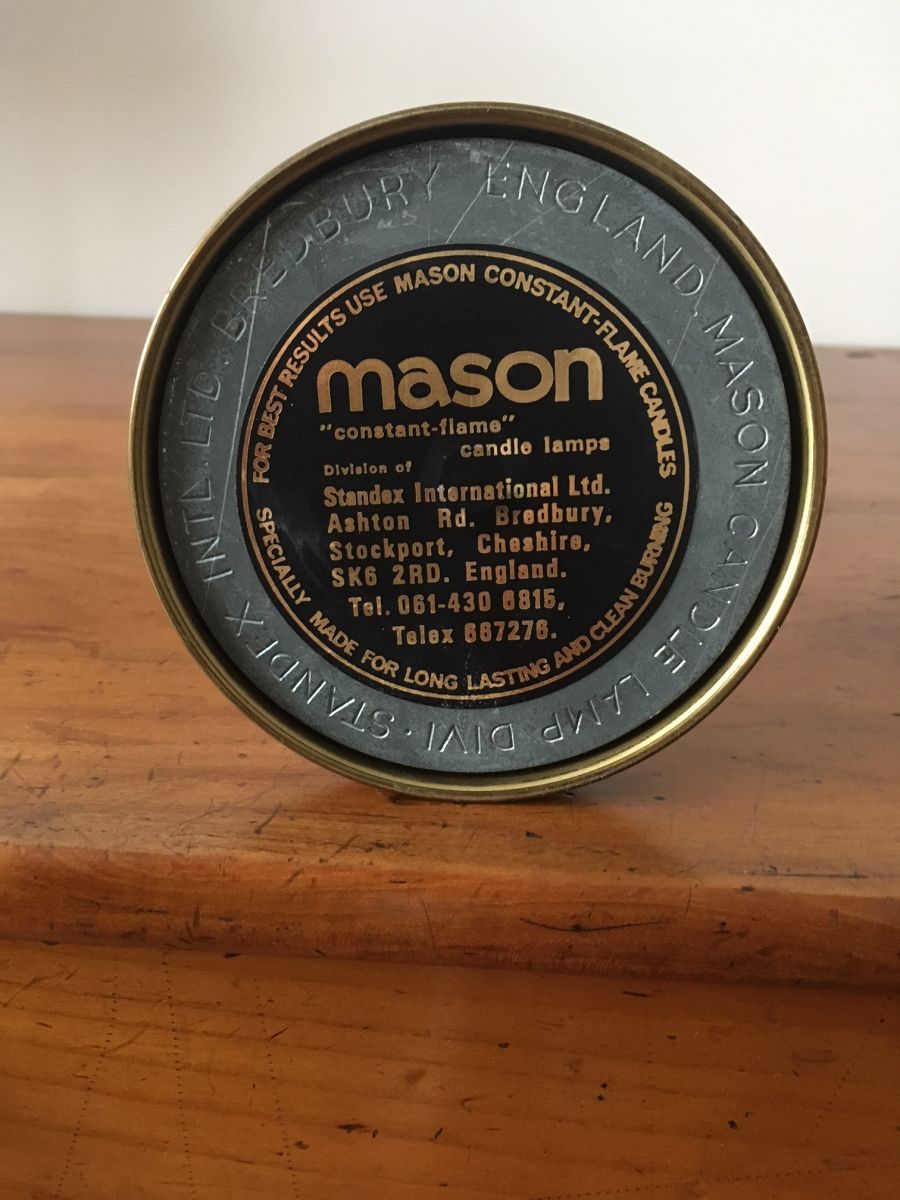 STANDEX INTL. LTD. BREDBURY ENGLAND. MASON CANDLE LAMP DIVI.
FOR BEST RESULTS USE MASON CONSTANT-FLAME CANDLES
mason
"constant-flame"
candle lamps
Division of
Standex International Ltd.
Ashton Rd. Bredbury,
Stockport, Cheshire,
SK6 2RD. England.
Tel. 061-430 6815,
Telex 667276.
SPECIALLY MADE FOR LONG LASTING AND CLEAN BURNING